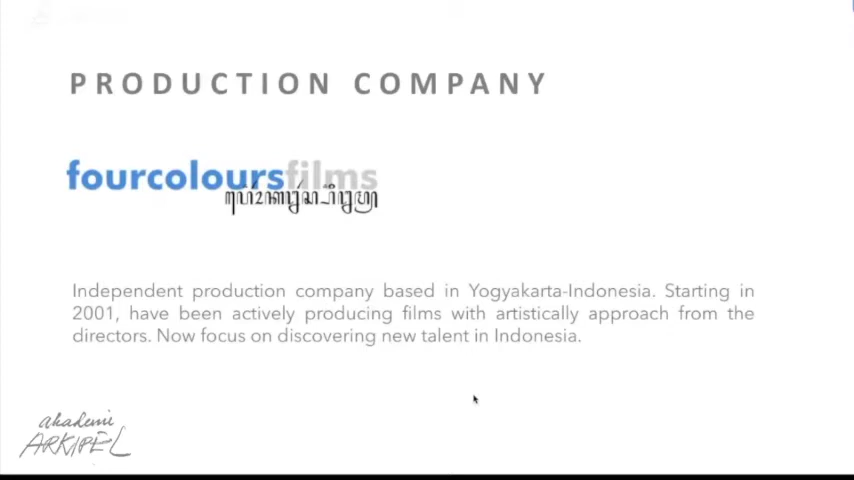 PRODUCTION COMPANY
fourcoloursfilms
Independent production company based in Yogyakarta-Indonesia. Starting in
2001, have been actively producing films with artistically approach from the
directors. Now focus on discovering new talent in Indonesia.
akademi
ARKIPEL